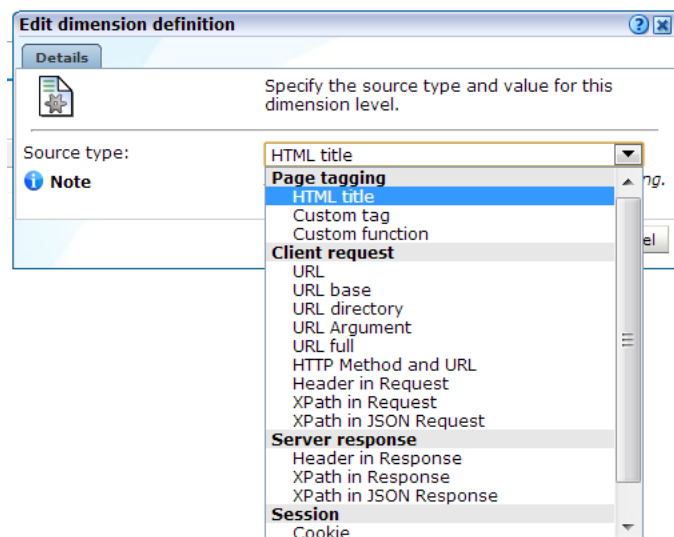 Edit dimension definition
Details
Specify the source type and value for this
dimension level.
Source type:
HTML title
Note
ng.
Page tagging
HTML title
Custom tag
Custom function
Client request
el
URL
URL base
URL directory
URL Argument
URL full
HTTP Method and URL
Header in Request
XPath in Request
XPath in JSON Request
Server response
Header in Response
XPath in Response
XPath in JSON Response
Session
Cookie